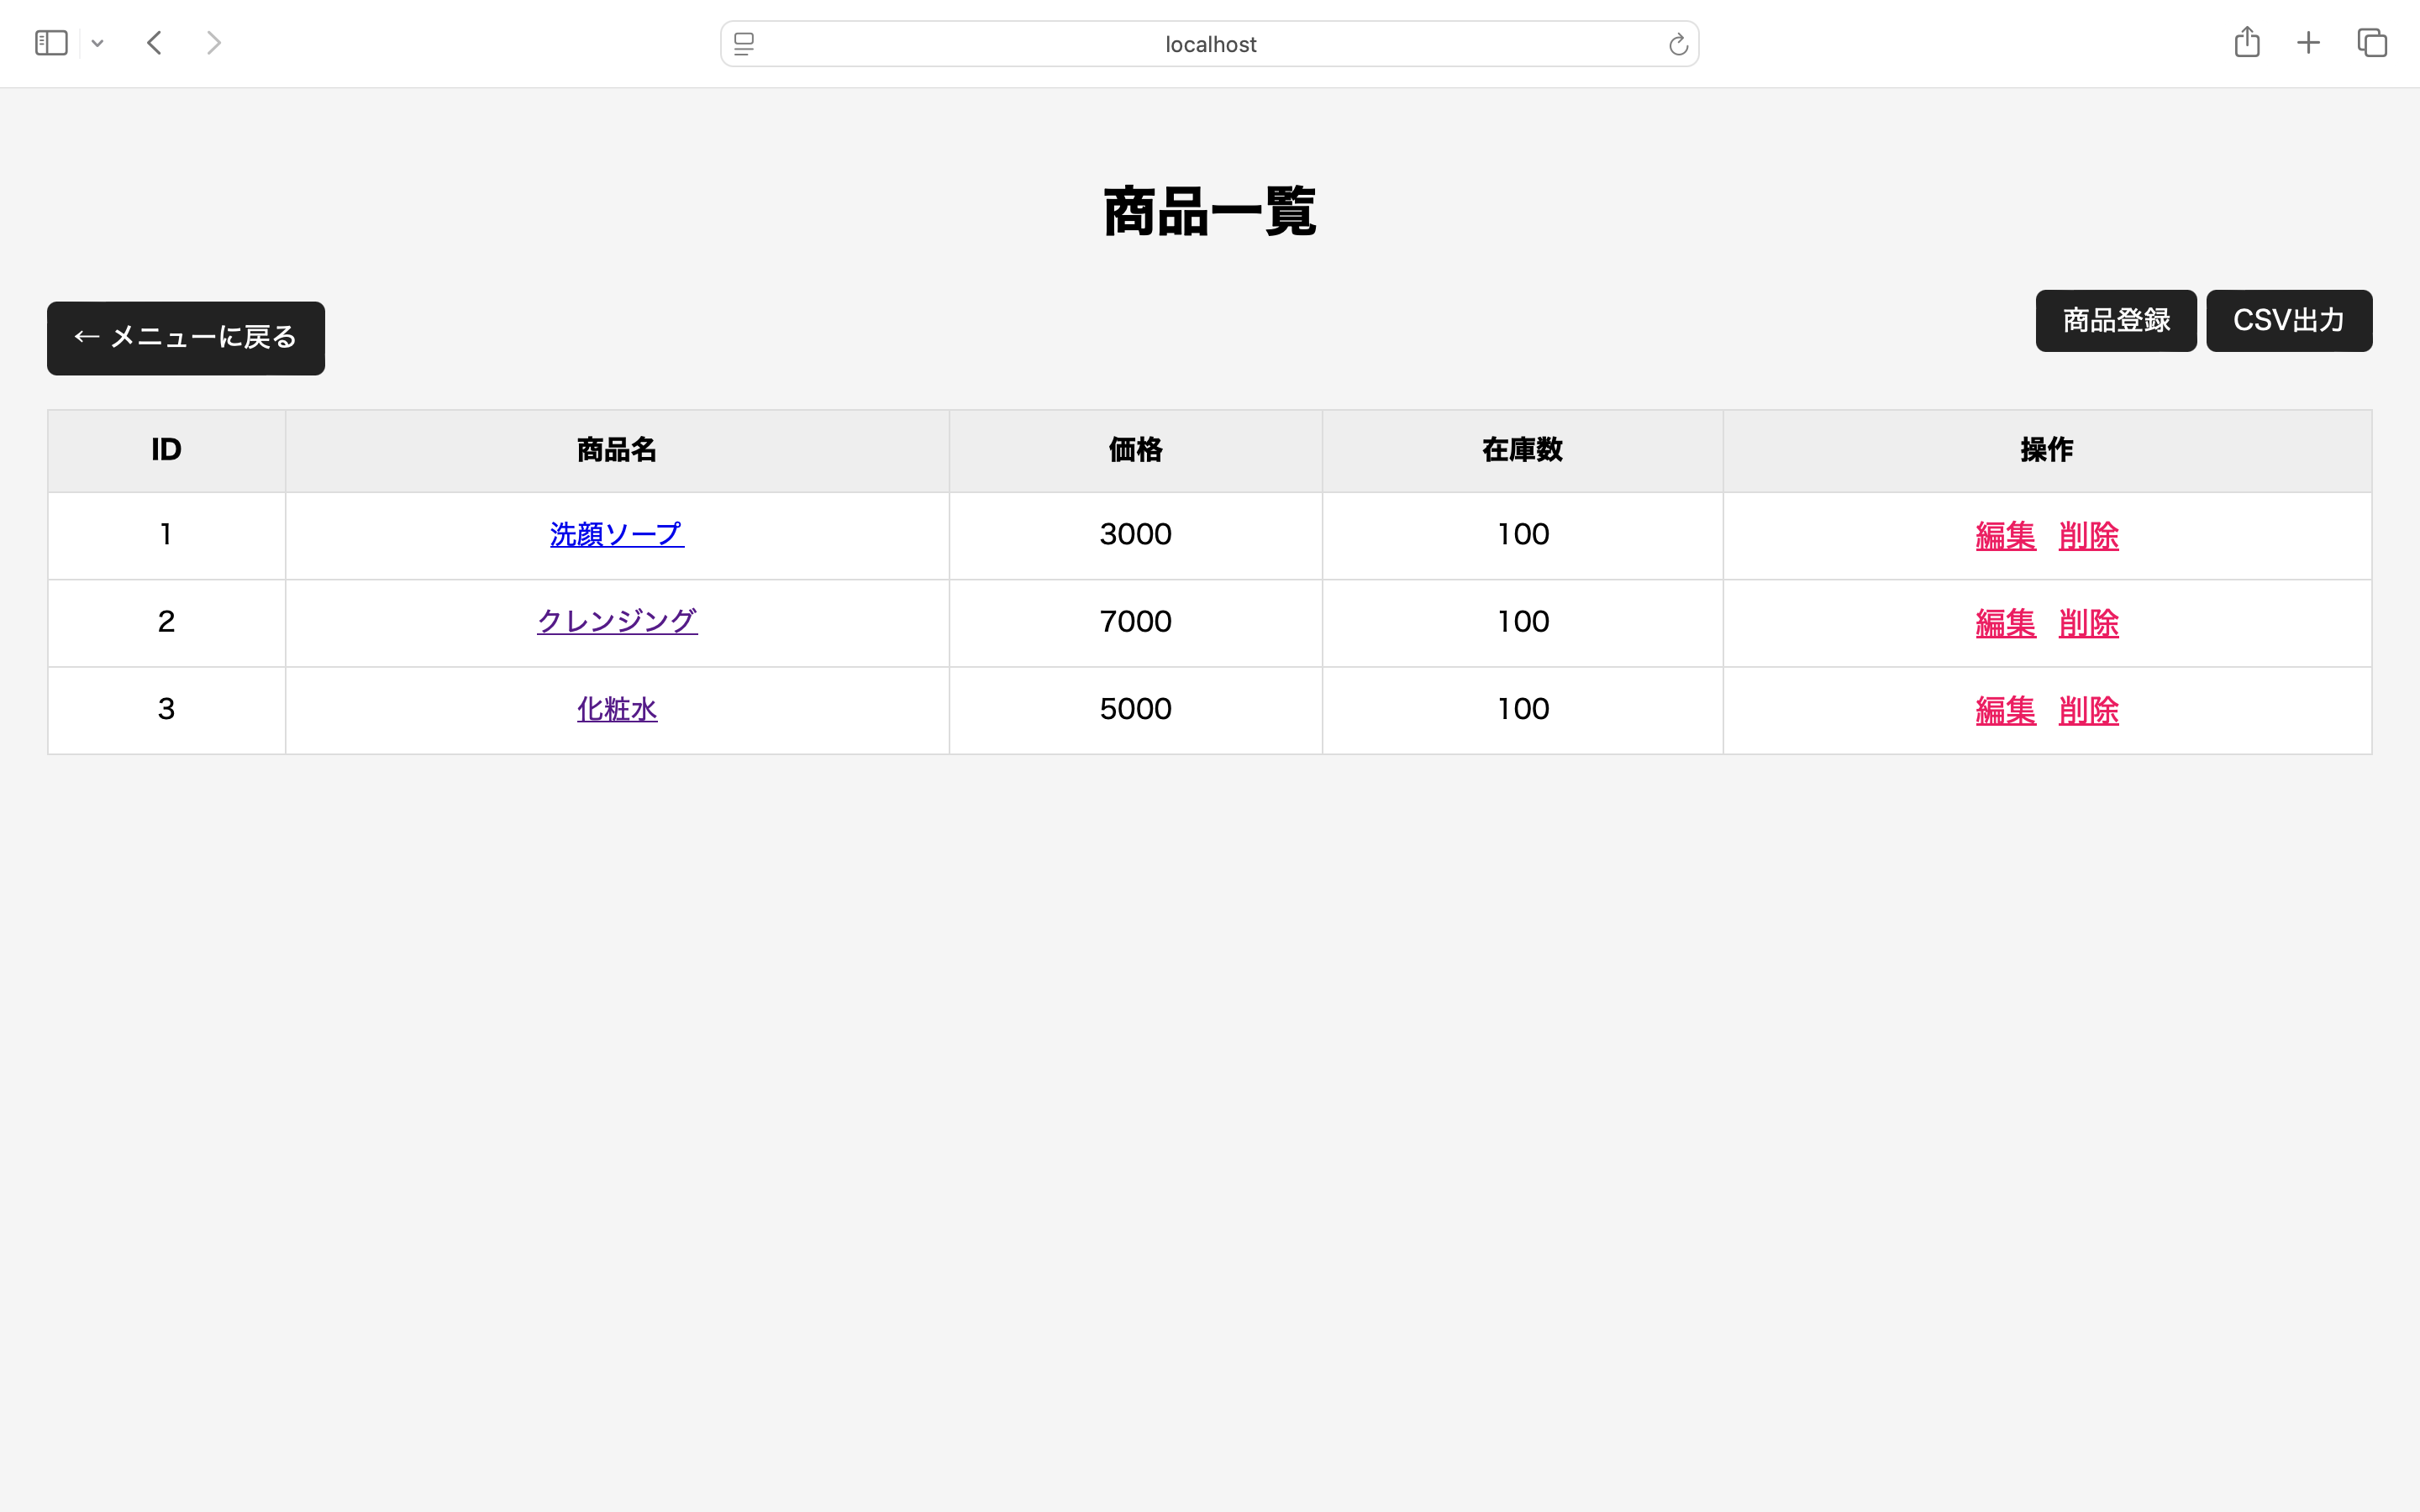 localhost
商品一覧
← メニューに戻る
商品登録 CSV出力
ID 商品名 価格 在庫数 操作
1 洗顔ソープ 3000 100 編集 削除
2 クレンジング 7000 100 編集 削除
3 化粧水 5000 100 編集 削除